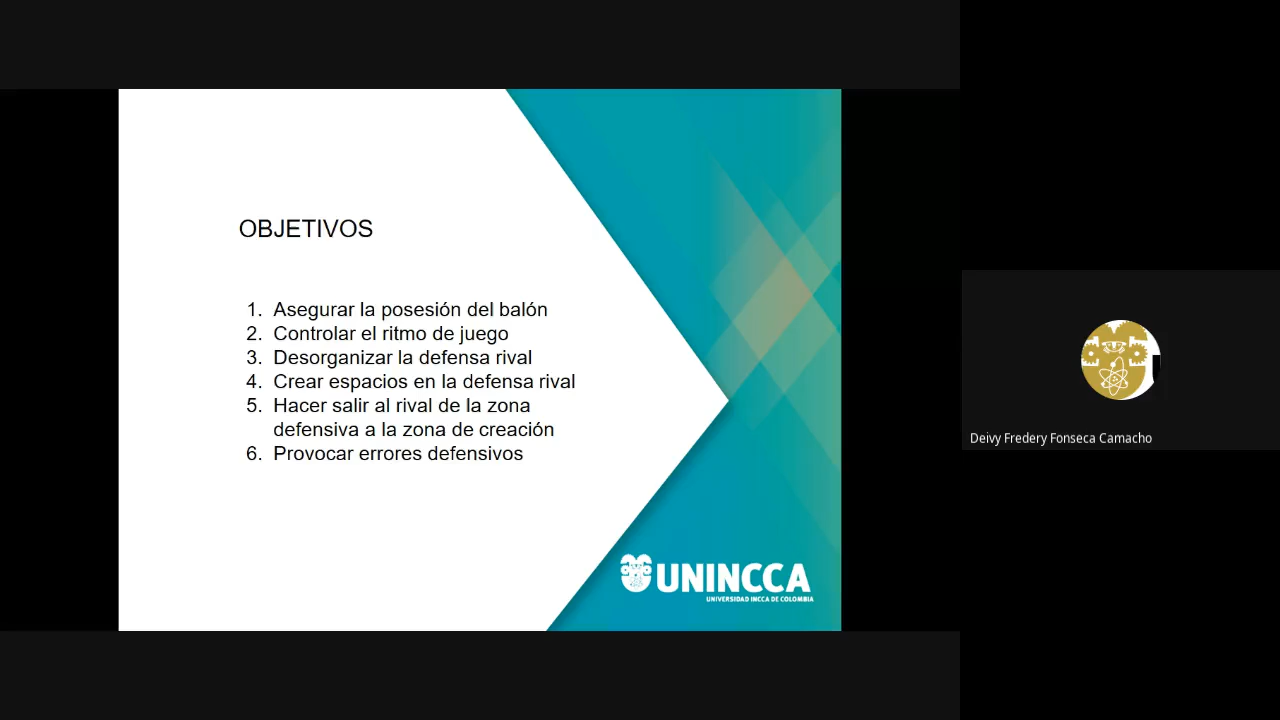 OBJETIVOS
1. Asegurar la posesión del balón
2. Controlar el ritmo de juego
3. Desorganizar la defensa rival
4. Crear espacios en la defensa rival
5. Hacer salir al rival de la zona
defensiva a la zona de creación
6. Provocar errores defensivos
UNINCCA
UNIVERSIDAD INCCA DE COLOMBIA
Deivy Fredery Fonseca Camacho